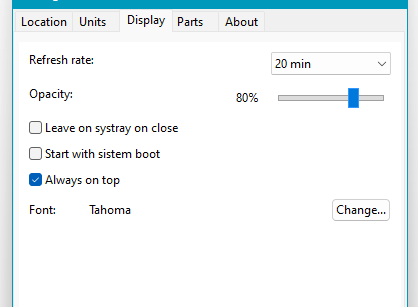 Location Units Display Parts About
Refresh rate: 20 min
Opacity: 80%
Leave on systray on close
Start with sistem boot
Always on top
Font: Tahoma Change...